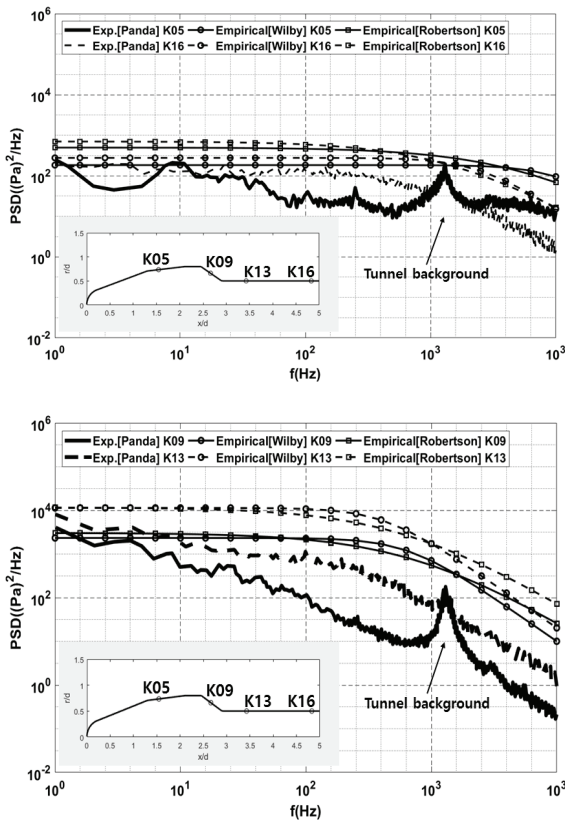 10^6
Exp.[Panda] K05 Empirical[Wilby] K05 Empirical[Robertson] K05
Exp.[Panda] K16 Empirical[Wilby] K16 Empirical[Robertson] K16
10^4
10^2
10^0
10^-2
PSD((Pa)^2/Hz)
Tunnel background
1.5
1
0.5
0
r/d
K05 K09 K13 K16
0 0.5 1 1.5 2 2.5 3 3.5 4 4.5 5
x/d
10^0 10^1 10^2 10^3 10^3
f(Hz)
10^6
Exp.[Panda] K09 Empirical[Wilby] K09 Empirical[Robertson] K09
Exp.[Panda] K13 Empirical[Wilby] K13 Empirical[Robertson] K13
10^4
10^2
10^0
10^-2
PSD((Pa)^2/Hz)
Tunnel background
1.5
1
0.5
0
r/d
K05 K09 K13 K16
0 0.5 1 1.5 2 2.5 3 3.5 4 4.5 5
x/d
10^0 10^1 10^2 10^3 10^3
f(Hz)